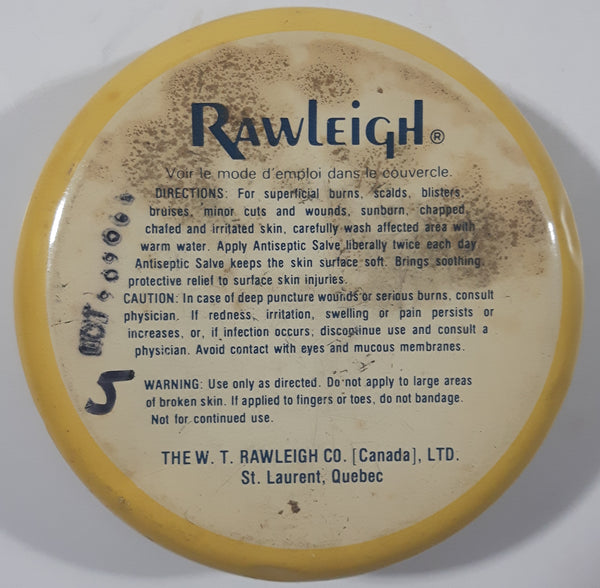 RAWLEIGH®
Voir le mode d'emploi dans le couvercle.
DIRECTIONS: For superficial burns, scalds, blisters,
bruises, minor cuts and wounds, sunburn, chapped,
chafed and irritated skin, carefully wash affected area with
warm water. Apply Antiseptic Salve liberally twice each day.
Antiseptic Salve keeps the skin surface soft. Brings soothing,
protective relief to surface skin injuries.
CAUTION: In case of deep puncture wounds or serious burns, consult
physician. If redness, irritation, swelling or pain persists or
increases, or, if infection occurs, discontinue use and consult a
physician. Avoid contact with eyes and mucous membranes.
WARNING: Use only as directed. Do not apply to large areas
of broken skin. If applied to fingers or toes, do not bandage.
Not for continued use.
THE W. T. RAWLEIGH CO. [Canada], LTD.
St. Laurent, Quebec
5